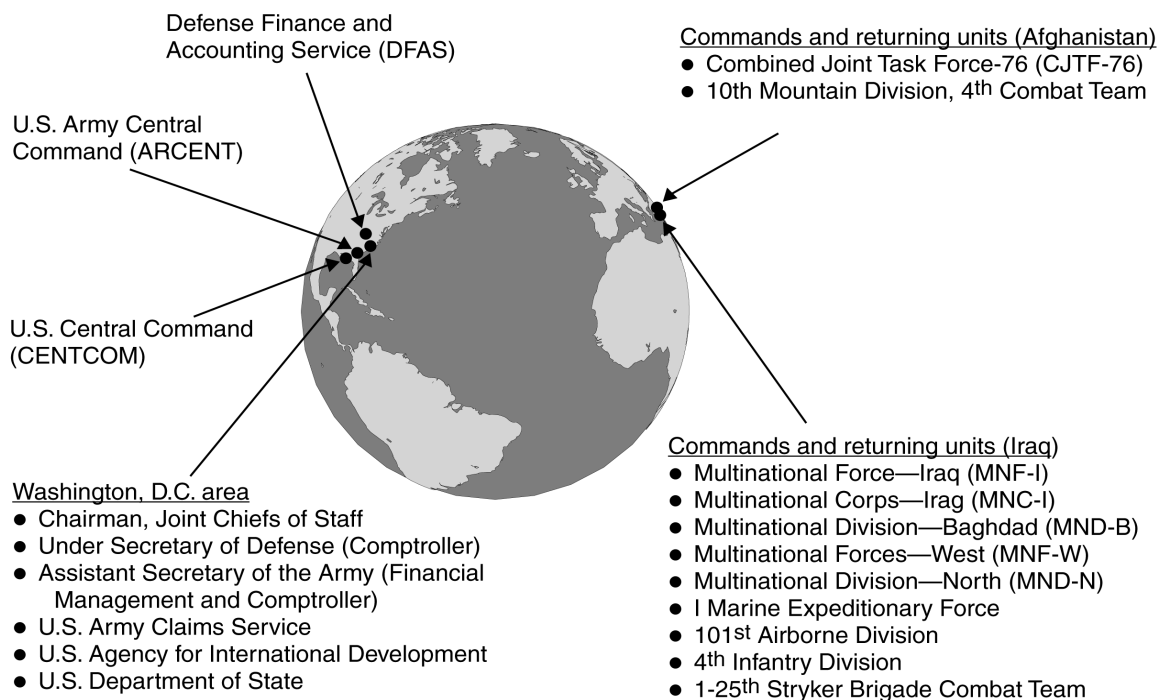 Defense Finance and
Accounting Service (DFAS)
Commands and returning units (Afghanistan)
● Combined Joint Task Force-76 (CJTF-76)
● 10th Mountain Division, 4th Combat Team
U.S. Army Central
Command (ARCENT)
U.S. Central Command
(CENTCOM)
Washington, D.C. area
● Chairman, Joint Chiefs of Staff
● Under Secretary of Defense (Comptroller)
● Assistant Secretary of the Army (Financial
Management and Comptroller)
● U.S. Army Claims Service
● U.S. Agency for International Development
● U.S. Department of State
Commands and returning units (Iraq)
● Multinational Force—Iraq (MNF-I)
● Multinational Corps—Irag (MNC-I)
● Multinational Division—Baghdad (MND-B)
● Multinational Forces—West (MNF-W)
● Multinational Division—North (MND-N)
● I Marine Expeditionary Force
● 101st Airborne Division
● 4th Infantry Division
● 1-25th Stryker Brigade Combat Team